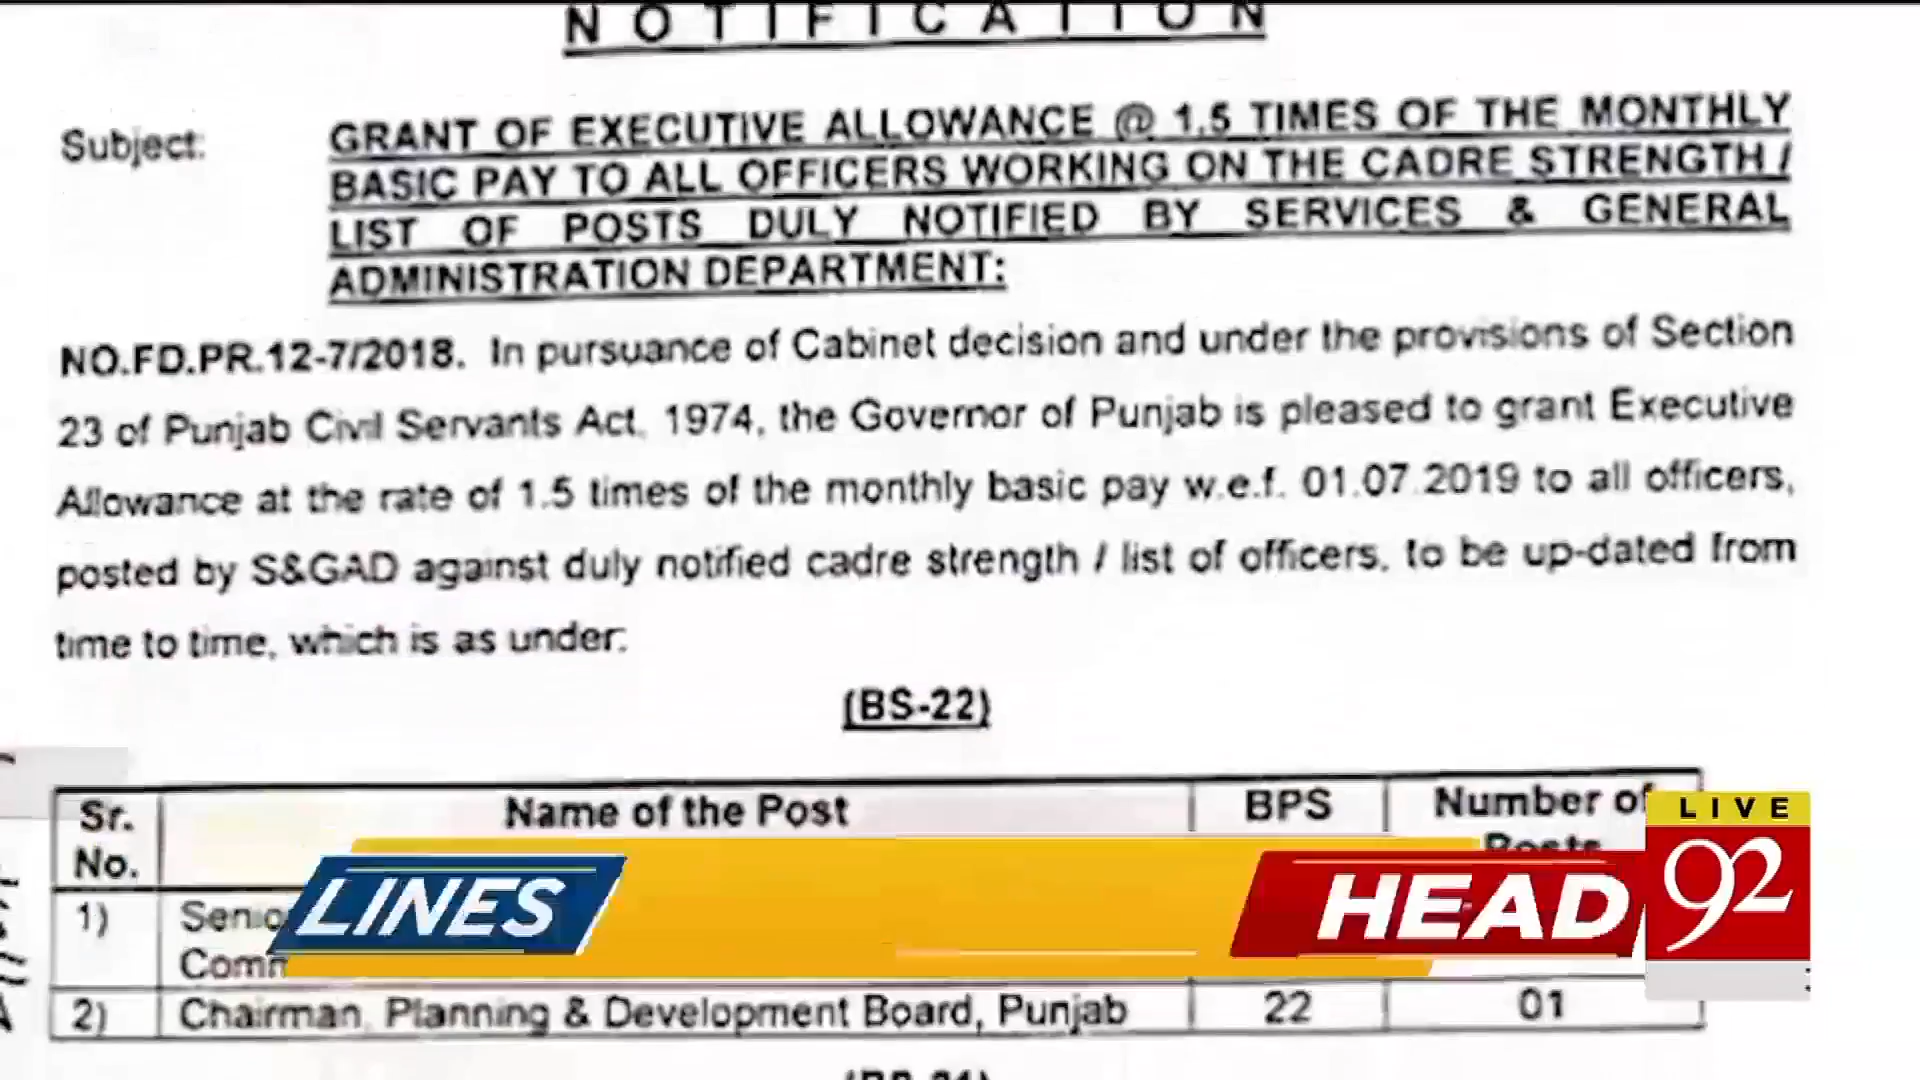 NOTIFICATION
Subject: GRANT OF EXECUTIVE ALLOWANCE @ 1.5 TIMES OF THE MONTHLY
BASIC PAY TO ALL OFFICERS WORKING ON THE CADRE STRENGTH /
LIST OF POSTS DULY NOTIFIED BY SERVICES & GENERAL
ADMINISTRATION DEPARTMENT:
NO.FD.PR.12-7/2018. In pursuance of Cabinet decision and under the provisions of Section
23 of Punjab Civil Servants Act, 1974, the Governor of Punjab is pleased to grant Executive
Allowance at the rate of 1.5 times of the monthly basic pay w.e.f. 01.07.2019 to all officers,
posted by S&GAD against duly notified cadre strength / list of officers, to be up-dated from
time to time, which is as under:
(BS-22)
Sr. No. Name of the Post BPS Number of Posts
1)
2) Chairman, Planning & Development Board, Punjab 22 01
LINES
HEAD
LIVE
92